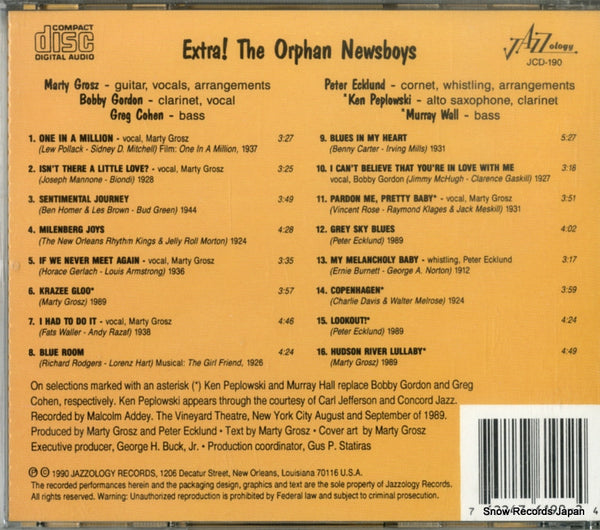 COMPACT
disc
DIGITAL AUDIO
Extra! The Orphan Newsboys
JAZZology
JCD-190
Marty Grosz - guitar, vocals, arrangements
Bobby Gordon - clarinet, vocal
Greg Cohen - bass
Peter Ecklund - cornet, whistling, arrangements
*Ken Peplowski - alto saxophone, clarinet
*Murray Wall - bass
1. ONE IN A MILLION - vocal, Marty Grosz 3:27
(Lew Pollack - Sidney D. Mitchell) Film: One In A Million, 1937
2. ISN'T THERE A LITTLE LOVE? - vocal, Marty Grosz 3:25
(Joseph Mannone - Biondi) 1928
3. SENTIMENTAL JOURNEY 3:49
(Ben Homer & Les Brown - Bud Green) 1944
4. MILENBERG JOYS 4:28
(The New Orleans Rhythm Kings & Jelly Roll Morton) 1924
5. IF WE NEVER MEET AGAIN - vocal, Marty Grosz 3:35
(Horace Gerlach - Louis Armstrong) 1936
6. KRAZEE GLOO* 3:57
(Marty Grosz) 1989
7. I HAD TO DO IT - vocal, Marty Grosz 4:46
(Fats Waller - Andy Razaf) 1938
8. BLUE ROOM 4:24
(Richard Rodgers - Lorenz Hart) Musical: The Girl Friend, 1926
9. BLUES IN MY HEART 5:27
(Benny Carter - Irving Mills) 1931
10. I CAN'T BELIEVE THAT YOU'RE IN LOVE WITH ME 3:18
vocal, Bobby Gordon (Jimmy McHugh - Clarence Gaskill) 1927
11. PARDON ME, PRETTY BABY* - vocal, Marty Grosz 3:51
(Vincent Rose - Raymond Klages & Jack Meskill) 1931
12. GREY SKY BLUES 4:02
(Peter Ecklund) 1989
13. MY MELANCHOLY BABY - whistling, Peter Ecklund 3:17
(Ernie Burnett - George A. Norton) 1912
14. COPENHAGEN* 3:59
(Charlie Davis & Walter Melrose) 1924
15. LOOKOUT!* 4:24
(Peter Ecklund) 1989
16. HUDSON RIVER LULLABY* 4:49
(Marty Grosz) 1989
On selections marked with an asterisk (*) Ken Peplowski and Murray Hall replace Bobby Gordon and Greg
Cohen, respectively. Ken Peplowski appears through the courtesy of Carl Jefferson and Concord Jazz.
Recorded by Malcolm Addey. The Vineyard Theatre, New York City August and September of 1989.
Produced by Marty Grosz and Peter Ecklund • Text by Marty Grosz • Cover art by Marty Grosz
Executive producer, George H. Buck, Jr. • Production coordinator, Gus P. Statiras
℗ © 1990 JAZZOLOGY RECORDS, 1206 Decatur Street, New Orleans, Louisiana 70116 U.S.A.
The recorded performances herein and the packaging design, graphics and text are the sole property of Jazzology Records.
All rights reserved. Warning: Unauthorized reproduction is prohibited by Federal law and subject to criminal prosecution.
7
4
Snow Records Japan